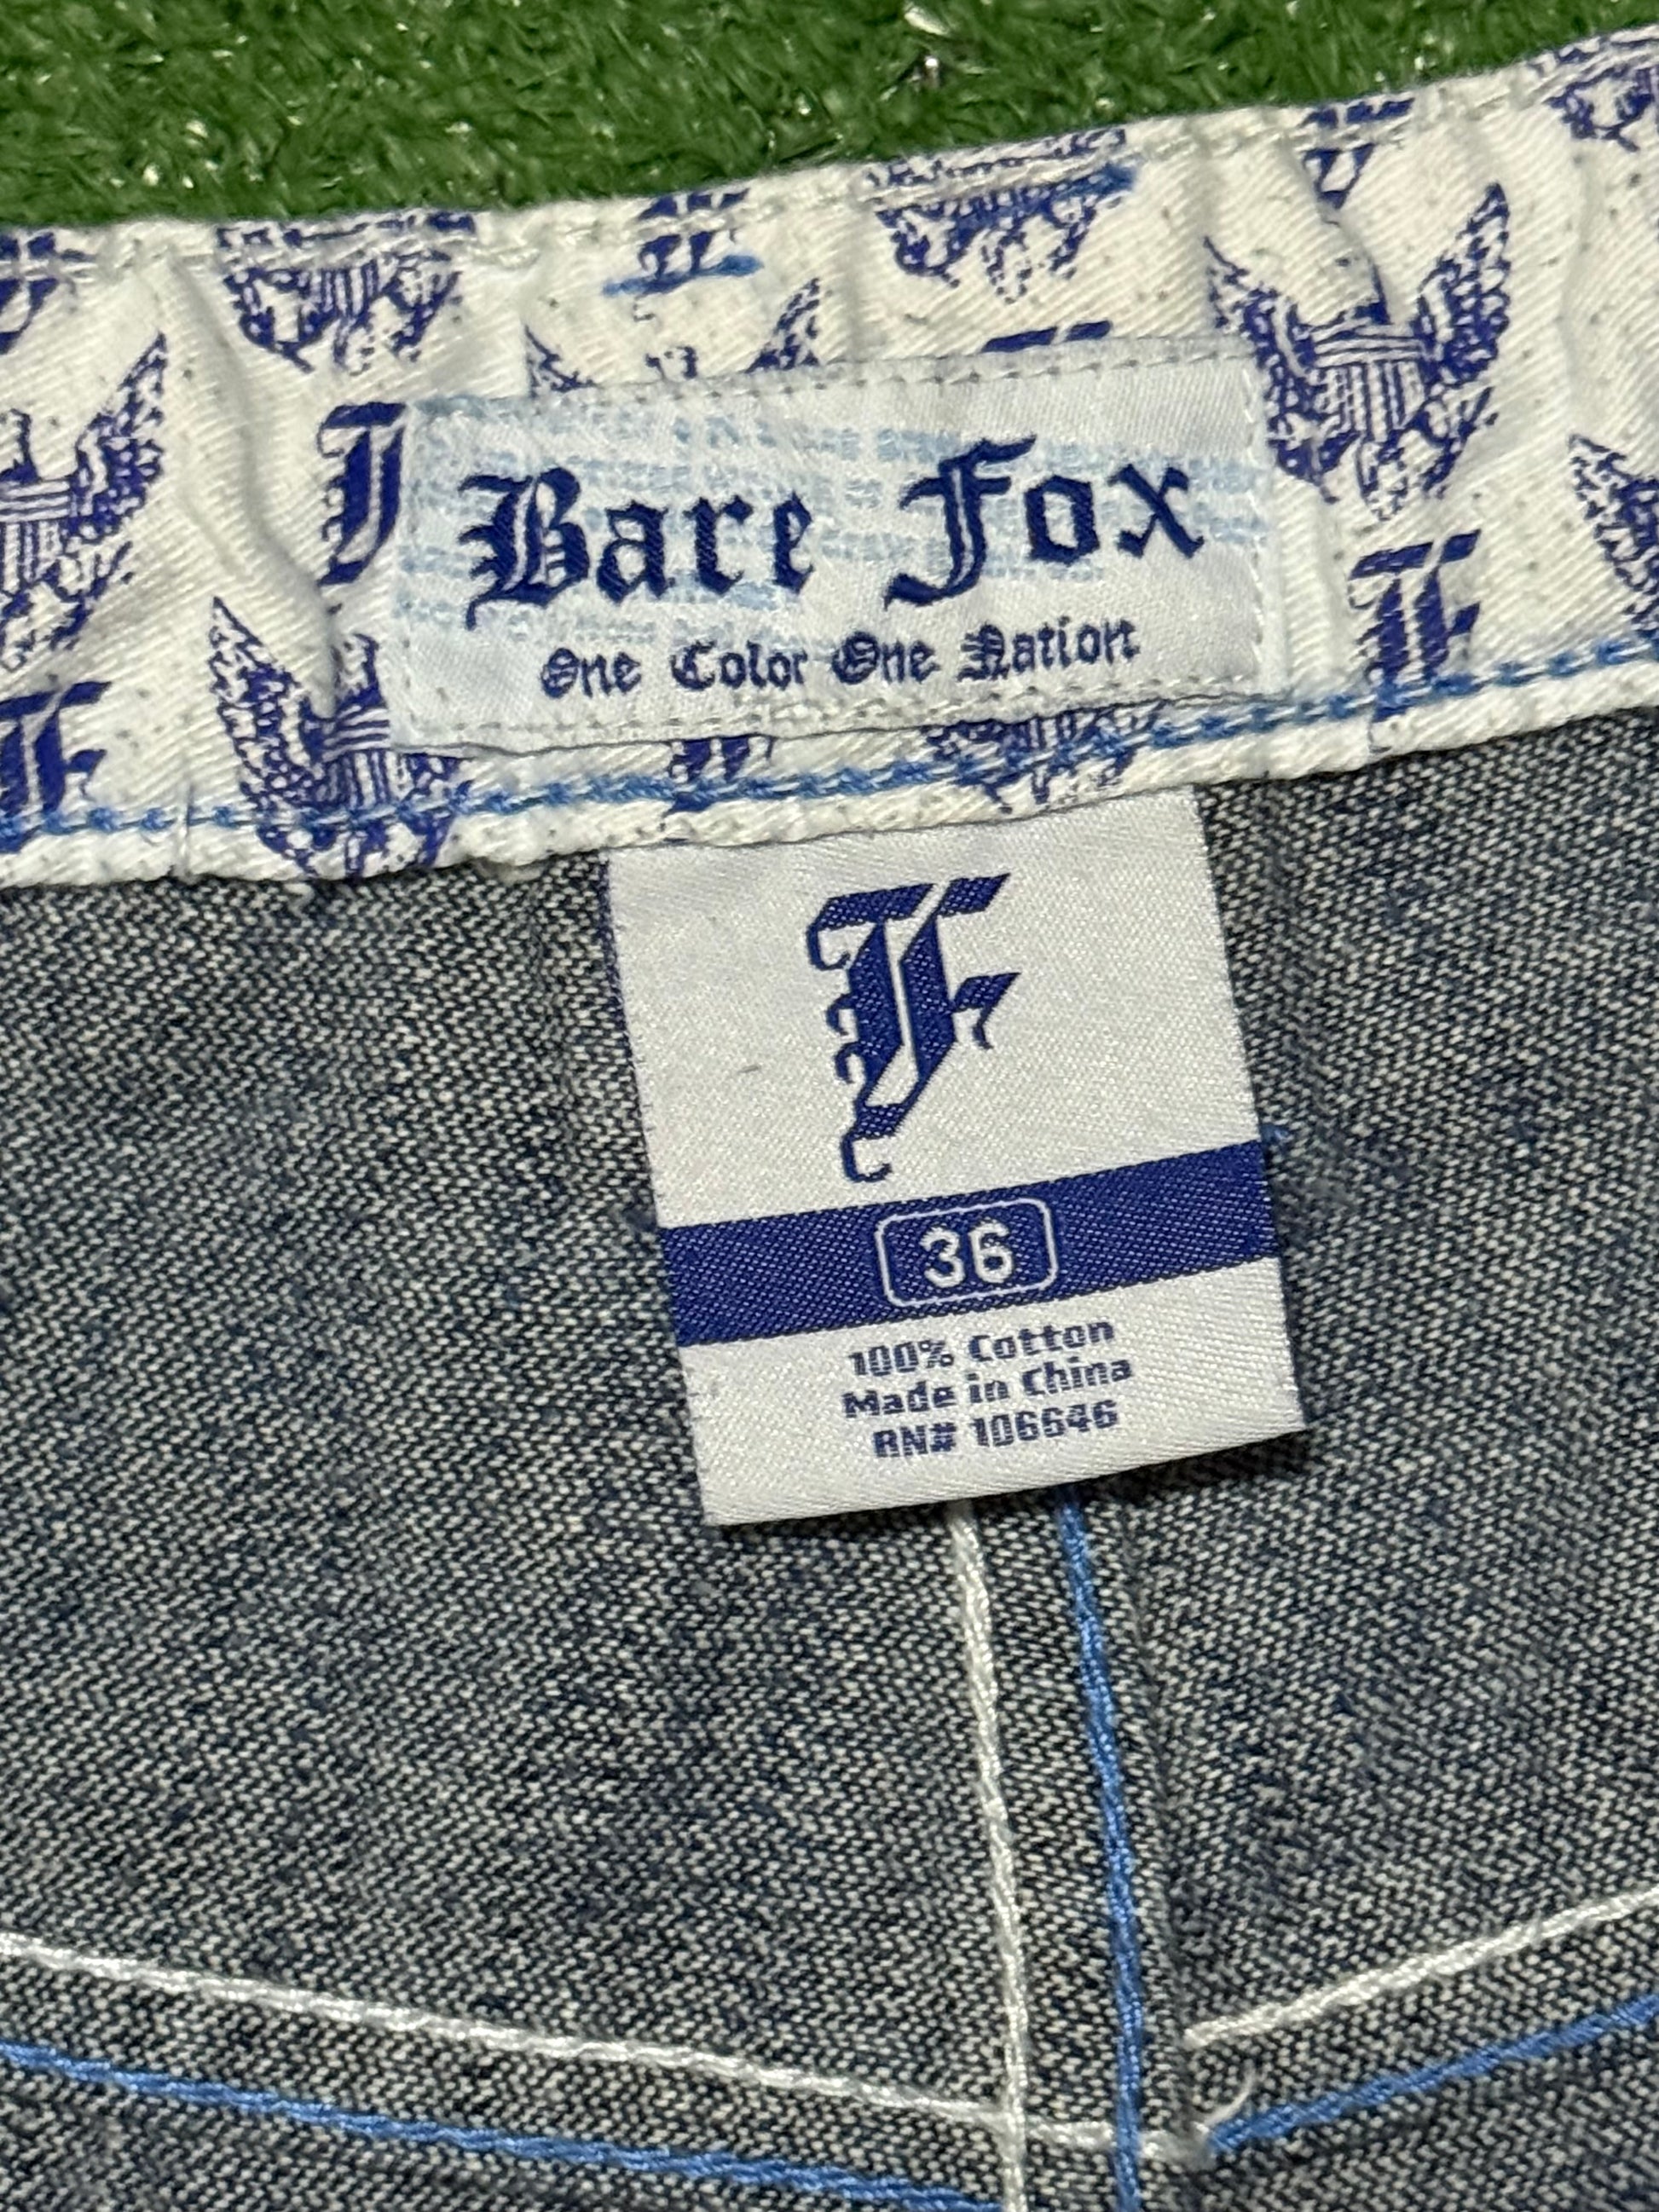 Bare Fox
One Color One Nation
F
36
100% Cotton
Made in China
RN# 106646